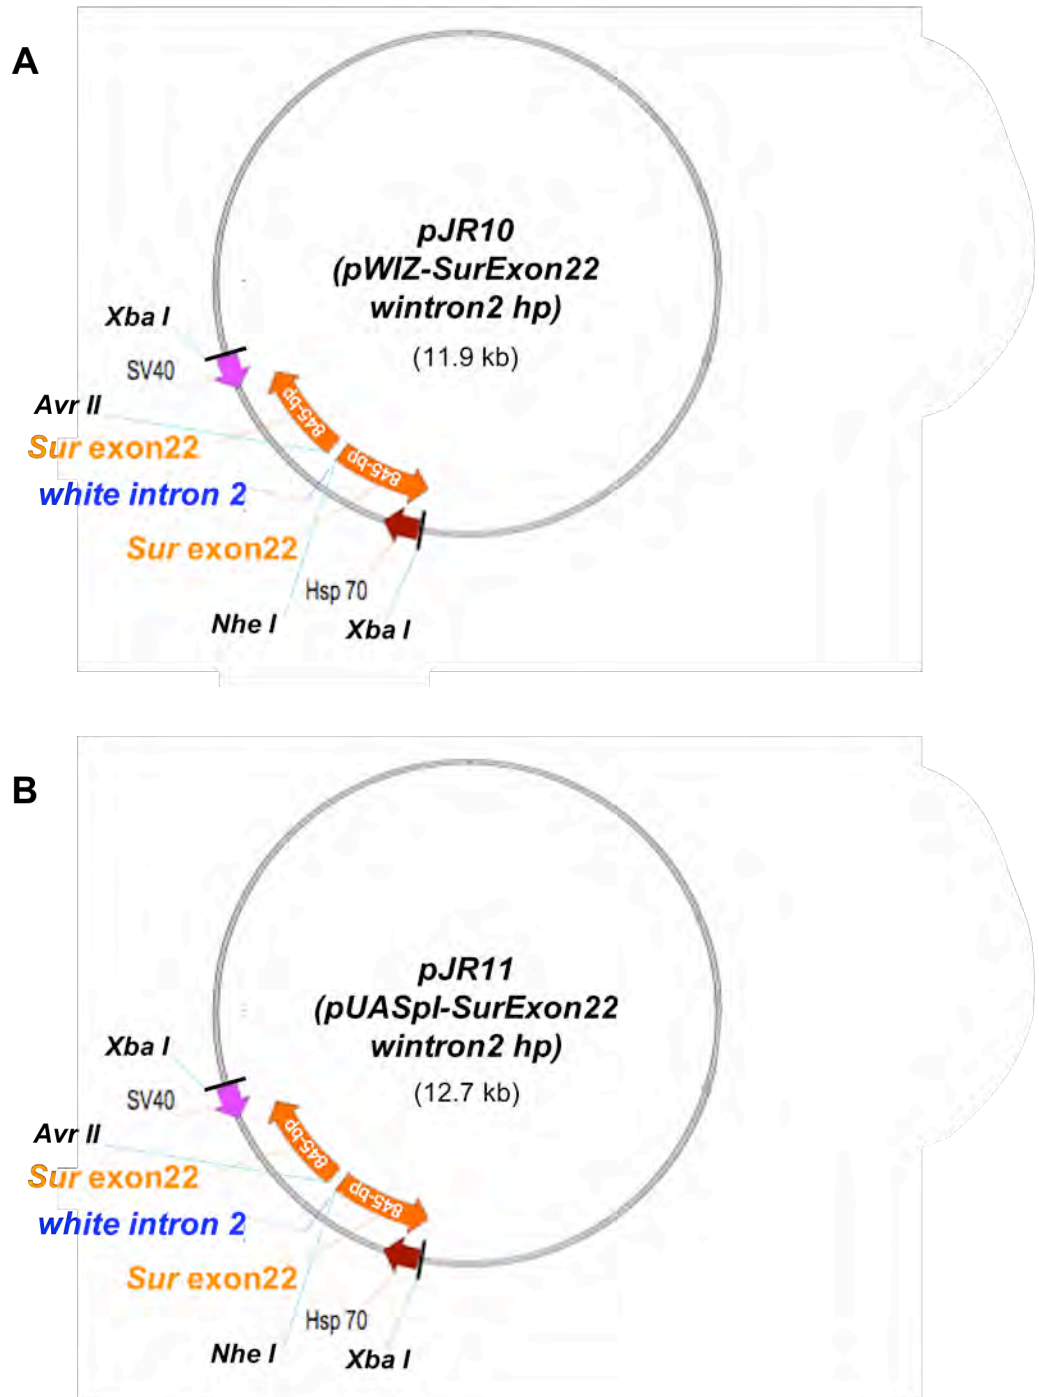 A
pJR10
(pWIZ-SurExon22
wintron2 hp)
(11.9 kb)
Xba I
SV40
Avr II
Sur exon22
white intron 2
Sur exon22
Hsp 70
Nhe I
Xba I
845-bp
845-bp
B
pJR11
(pUASpI-SurExon22
wintron2 hp)
(12.7 kb)
Xba I
SV40
Avr II
Sur exon22
white intron 2
Sur exon22
Hsp 70
Nhe I
Xba I
845-bp
845-bp